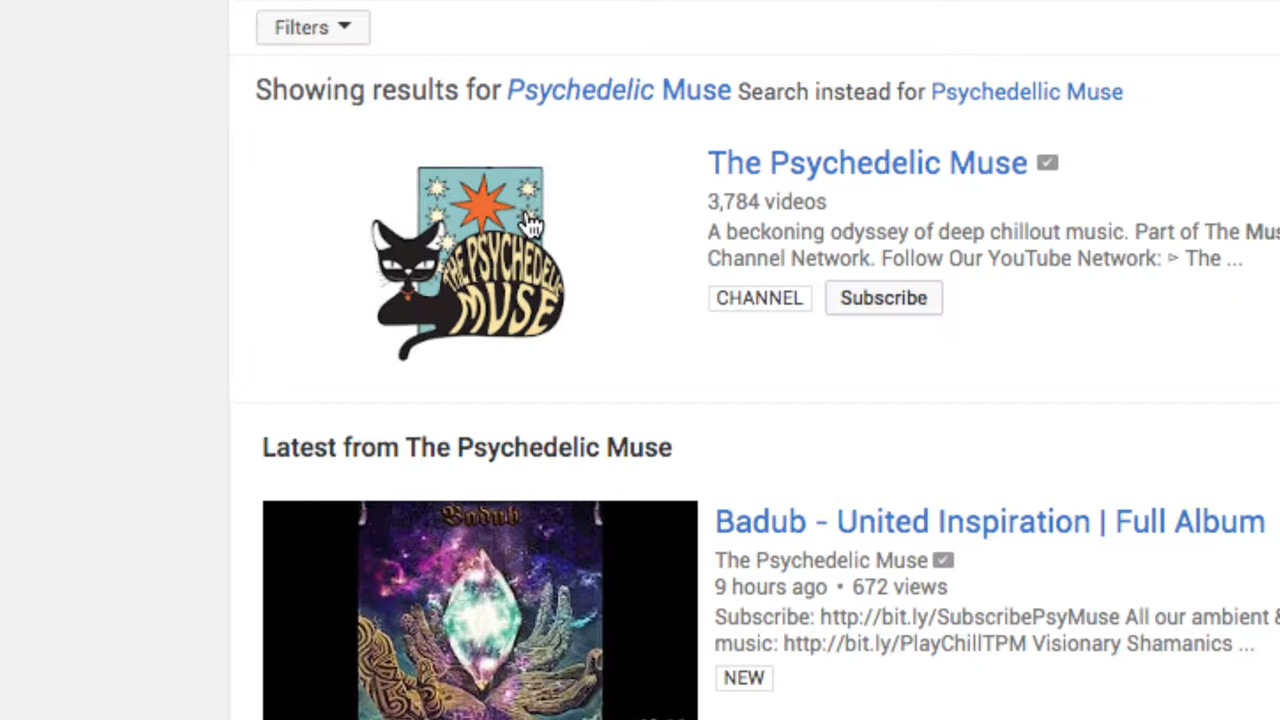 Filters
Showing results for Psychedelic Muse Search instead for Psychedellic Muse
THE PSYCHEDELIC
MUSE
The Psychedelic Muse
3,784 videos
A beckoning odyssey of deep chillout music. Part of The
Channel Network. Follow Our YouTube Network: ⊳ The ...
CHANNEL Subscribe
Latest from The Psychedelic Muse
Badub
Badub - United Inspiration | Full Album
The Psychedelic Muse
9 hours ago • 672 views
Subscribe: http://bit.ly/SubscribePsyMuse All our ambient &
music: http://bit.ly/PlayChillTPM Visionary Shamanics ...
NEW